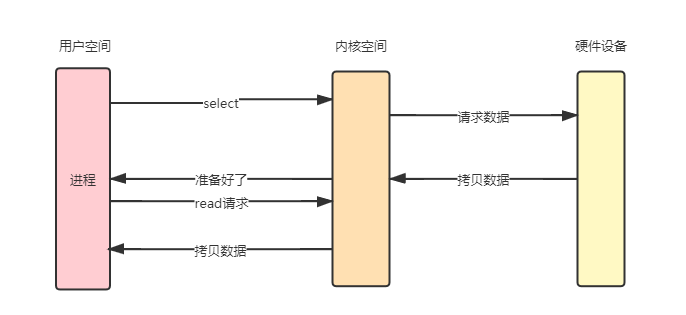 用户空间
内核空间
硬件设备
select
请求数据
进程
准备好了
拷贝数据
read请求
拷贝数据